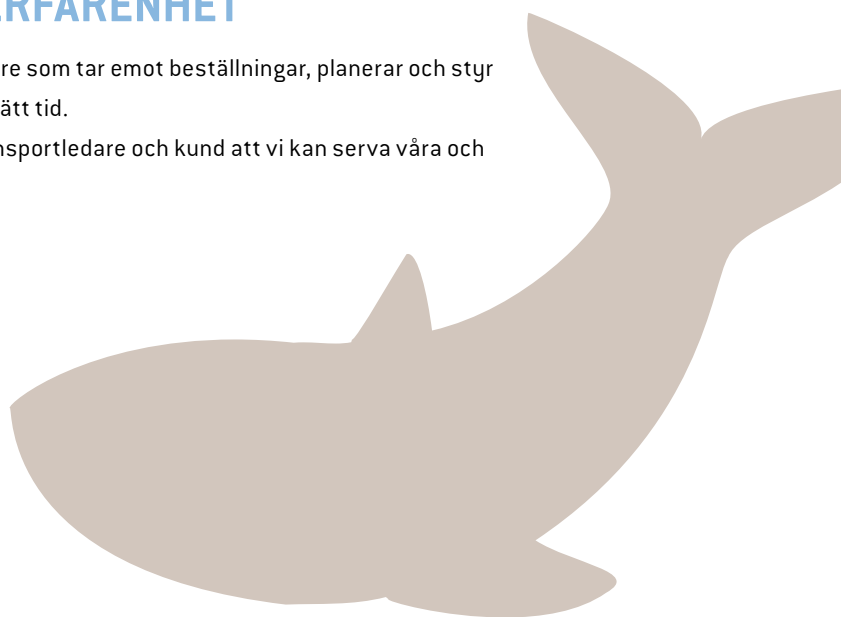 ERFARENHET
re som tar emot beställningar, planerar och styr
ätt tid.
nsportledare och kund att vi kan serva våra och